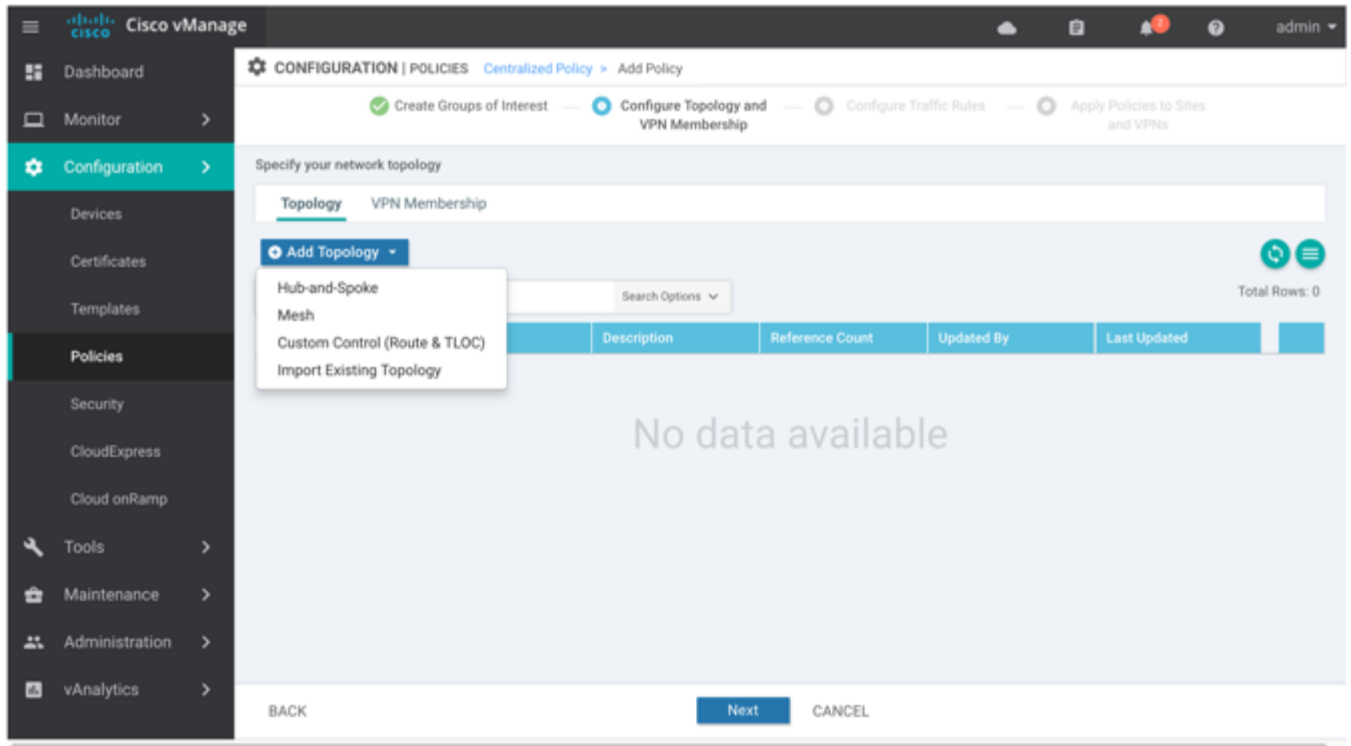 cisco Cisco vManage
2
admin
Dashboard
Monitor
Configuration
Devices
Certificates
Templates
Policies
Security
CloudExpress
Cloud onRamp
Tools
Maintenance
Administration
vAnalytics
CONFIGURATION | POLICIES Centralized Policy > Add Policy
Create Groups of Interest
Configure Topology and
VPN Membership
Configure Traffic Rules
Apply Policies to Sites
and VPNs
Specify your network topology
Topology VPN Membership
Add Topology
Hub-and-Spoke
Mesh
Custom Control (Route & TLOC)
Import Existing Topology
Search Options
Total Rows: 0
Description Reference Count Updated By Last Updated
No data available
BACK Next CANCEL